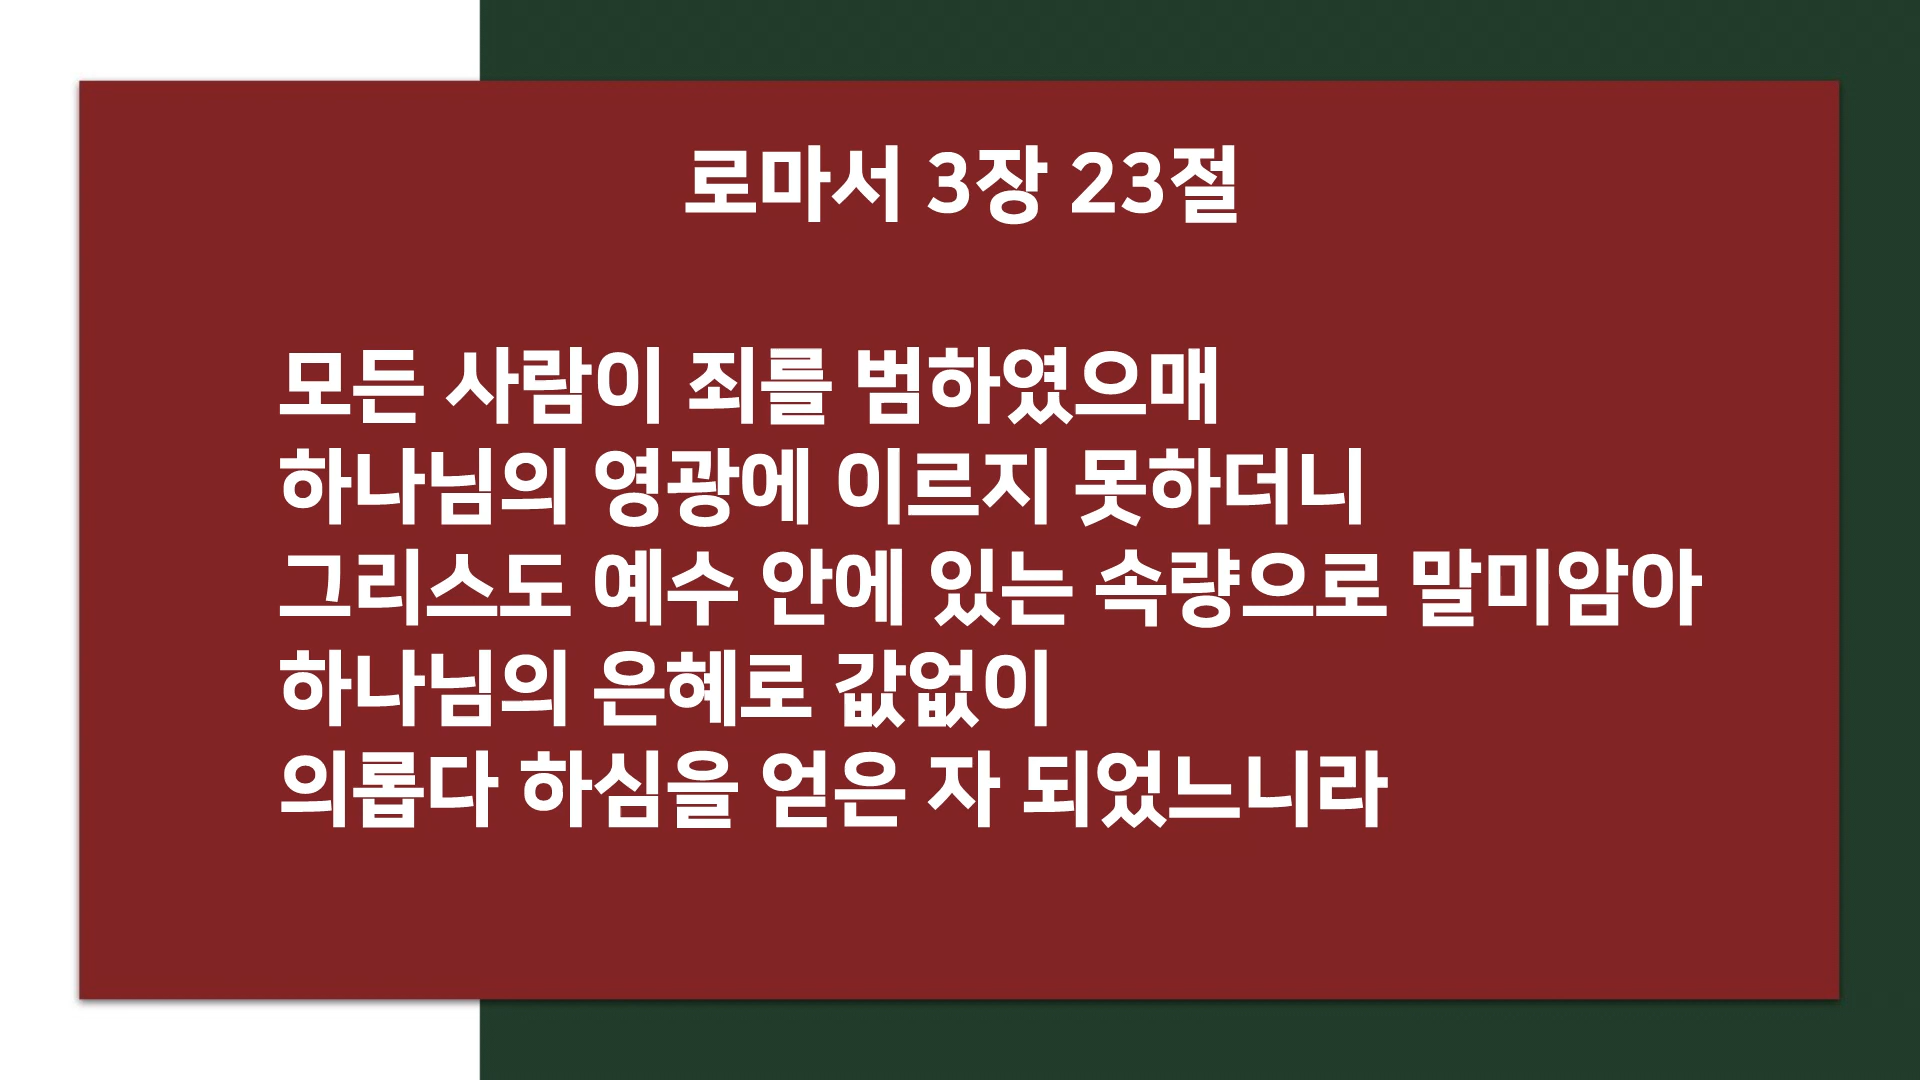 로마서 3장 23절
모든 사람이 죄를 범하였으매
하나님의 영광에 이르지 못하더니
그리스도 예수 안에 있는 속량으로 말미암아
하나님의 은혜로 값없이
의롭다 하심을 얻은 자 되었느니라